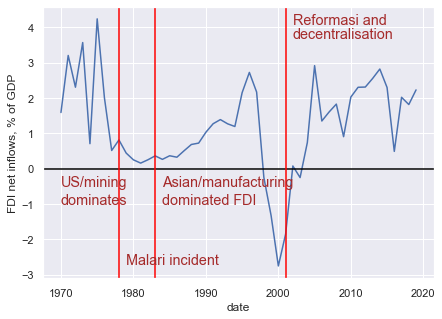 Reformasi and
decentralisation
4
3
2
1
0
−1
−2
−3
FDI net inflows, % of GDP
US/mining
dominates
Asian/manufacturing
dominated FDI
Malari incident
1970
1980
1990
2000
2010
2020
date